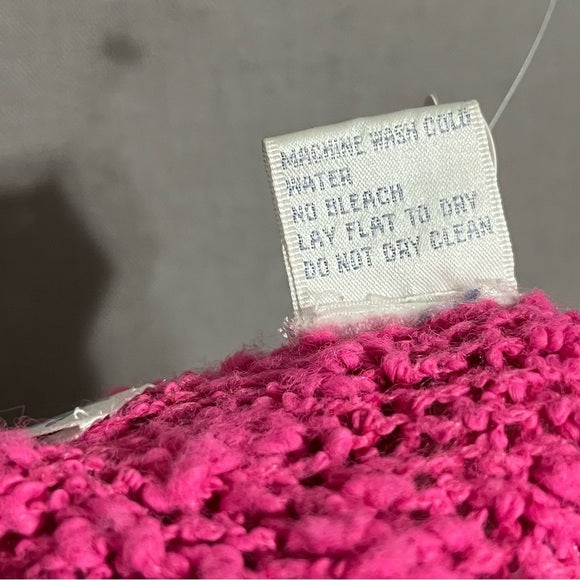 MACHINE WASH COLD
WATER
NO BLEACH
LAY FLAT TO DRY
DO NOT DRY CLEAN